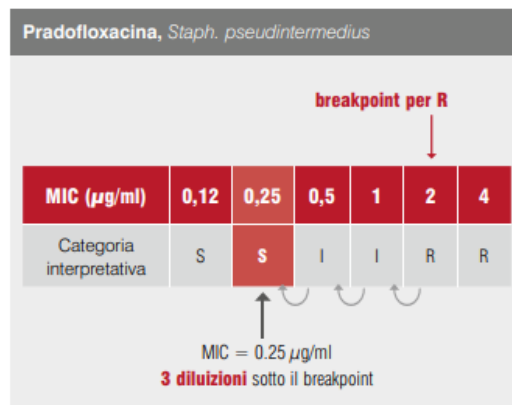 Pradofloxacina, Staph. pseudintermedius
breakpoint per R
MIC (µg/ml) 0,12 0,25 0,5 1 2 4
Categoria
interpretativa S S I I R R
MIC = 0.25 µg/ml
3 diluizioni sotto il breakpoint